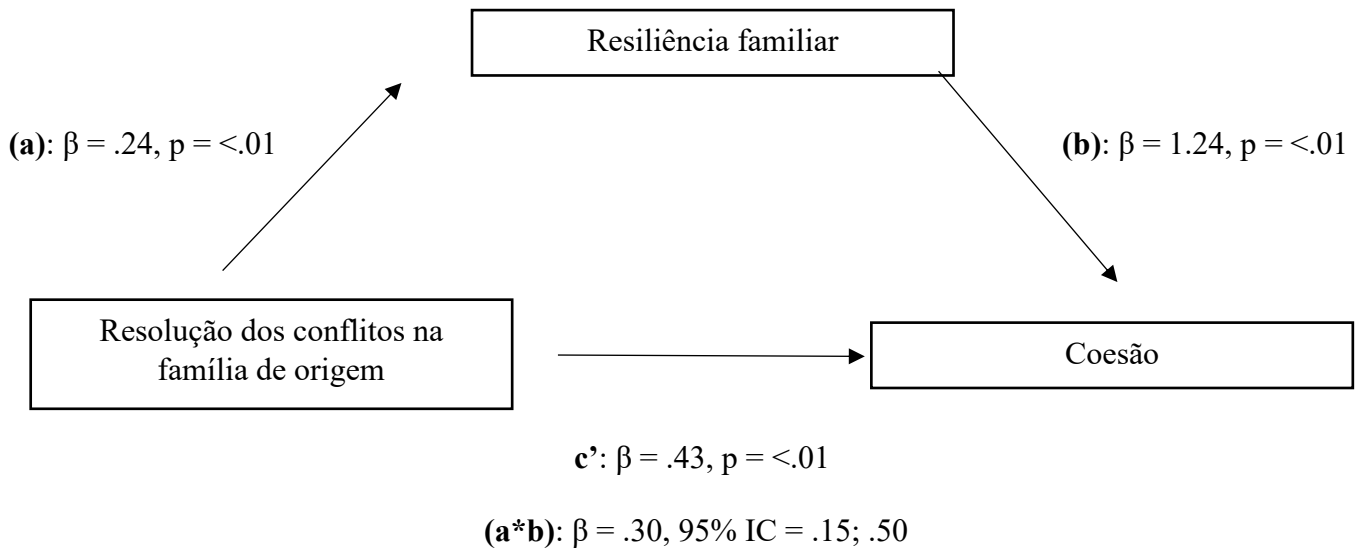 Resiliência familiar
(a): β = .24, p = <.01
(b): β = 1.24, p = <.01
Resolução dos conflitos na
família de origem
Coesão
c’: β = .43, p = <.01
(a*b): β = .30, 95% IC = .15; .50